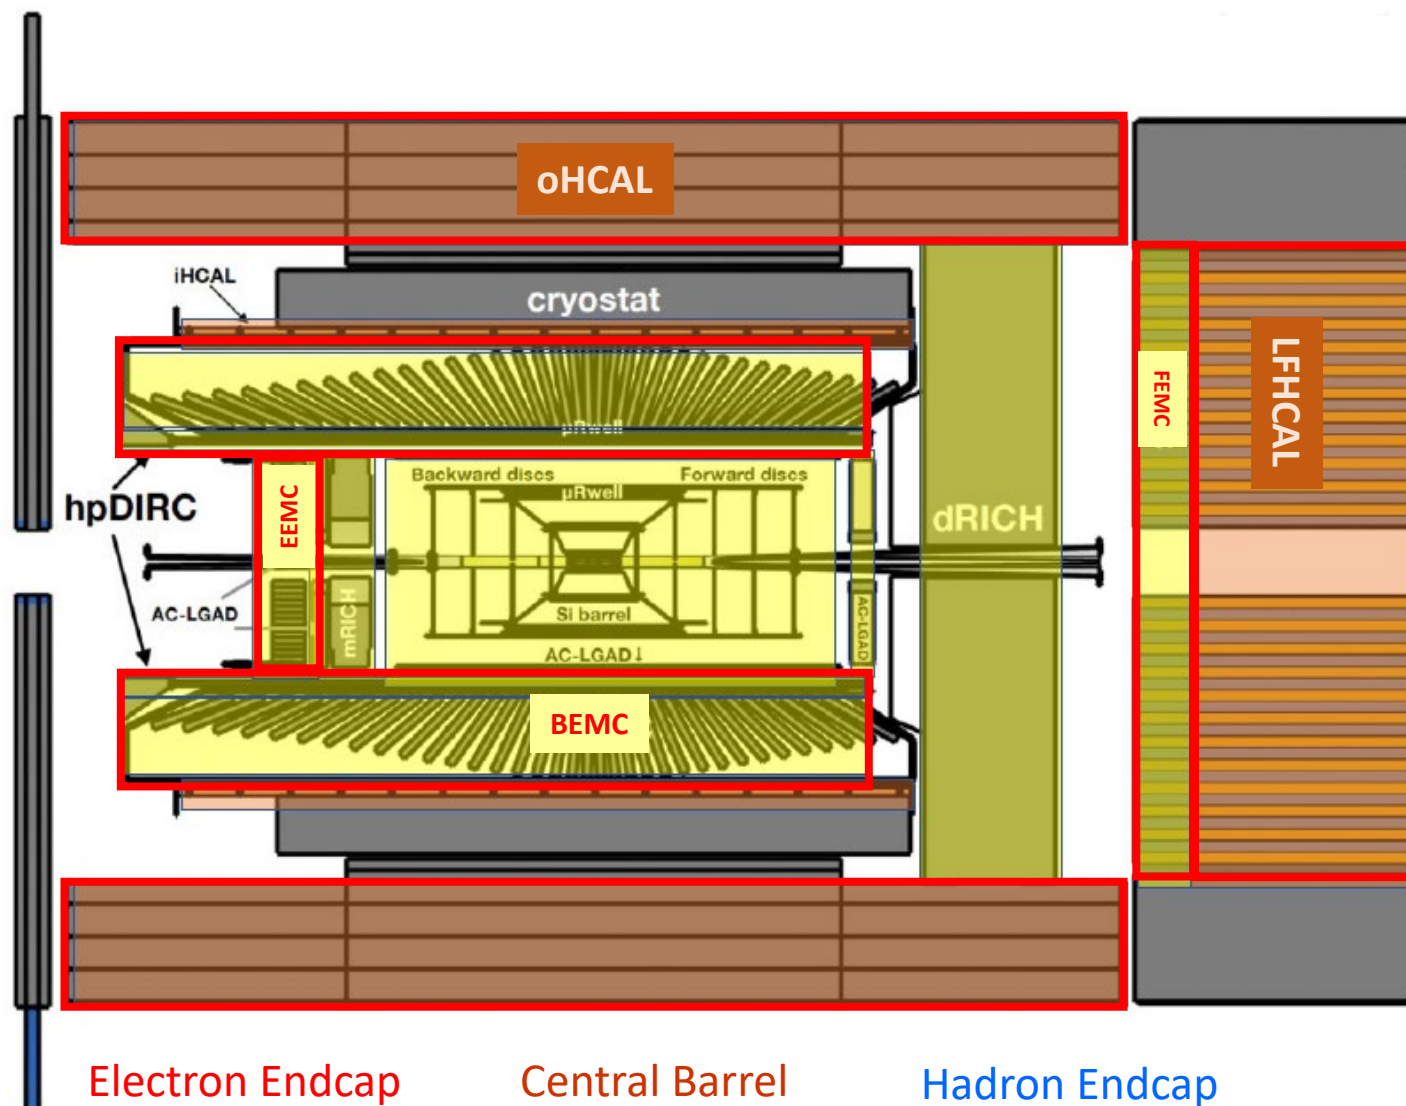 oHCAL
iHCAL
cryostat
LFHCAL
FEMC
µRwell
Backward discs
Forward discs
µRwell
hpDIRC
EEMC
dRICH
AC-LGAD
mRICH
Si barrel
AC-LGAD
AC-LGAD↓
BEMC
Electron Endcap
Central Barrel
Hadron Endcap